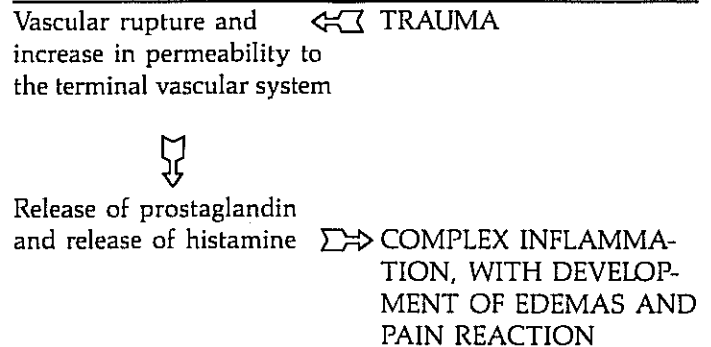 Vascular rupture and TRAUMA
increase in permeability to
the terminal vascular system
Release of prostaglandin
and release of histamine COMPLEX INFLAMMA-
TION, WITH DEVELOP-
MENT OF EDEMAS AND
PAIN REACTION